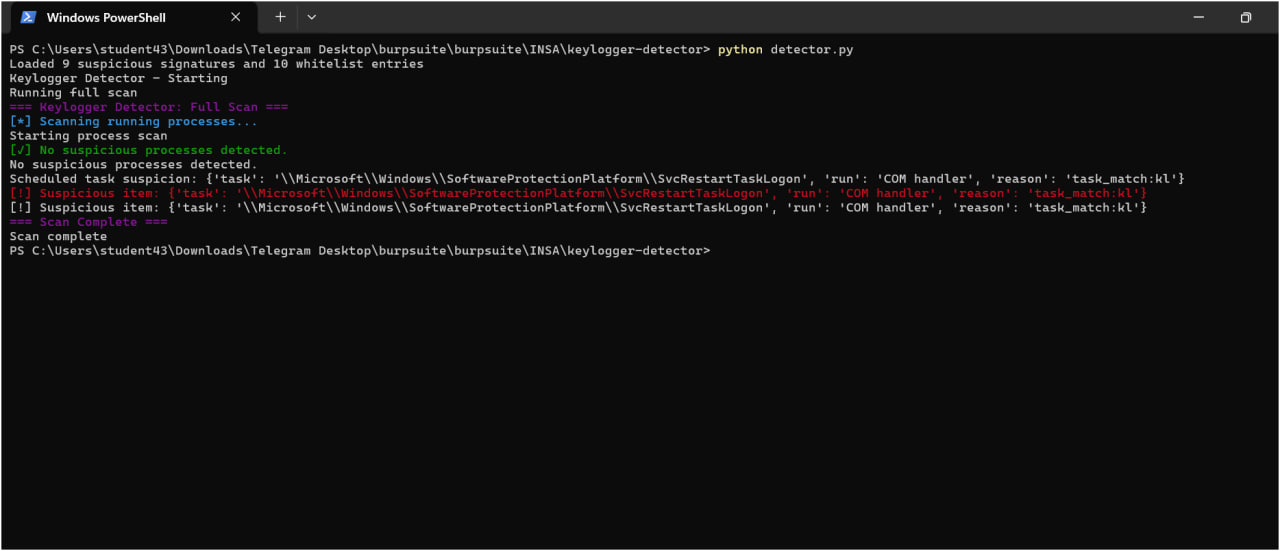 Windows PowerShell
PS C:\Users\student43\Downloads\Telegram Desktop\burpsuite\burpsuite\INSA\keylogger-detector> python detector.py
Loaded 9 suspicious signatures and 10 whitelist entries
Keylogger Detector – Starting
Running full scan
=== Keylogger Detector: Full Scan ===
[*] Scanning running processes...
Starting process scan
[√] No suspicious processes detected.
No suspicious processes detected.
Scheduled task suspicion: {'task': '\\Microsoft\\Windows\\SoftwareProtectionPlatform\\SvcRestartTaskLogon', 'run': 'COM handler', 'reason': 'task_match:kl'}
[!] Suspicious item: {'task': '\\Microsoft\\Windows\\SoftwareProtectionPlatform\\SvcRestartTaskLogon', 'run': 'COM handler', 'reason': 'task_match:kl'}
[!] Suspicious item: {'task': '\\Microsoft\\Windows\\SoftwareProtectionPlatform\\SvcRestartTaskLogon', 'run': 'COM handler', 'reason': 'task_match:kl'}
=== Scan Complete ===
Scan complete
PS C:\Users\student43\Downloads\Telegram Desktop\burpsuite\burpsuite\INSA\keylogger-detector>